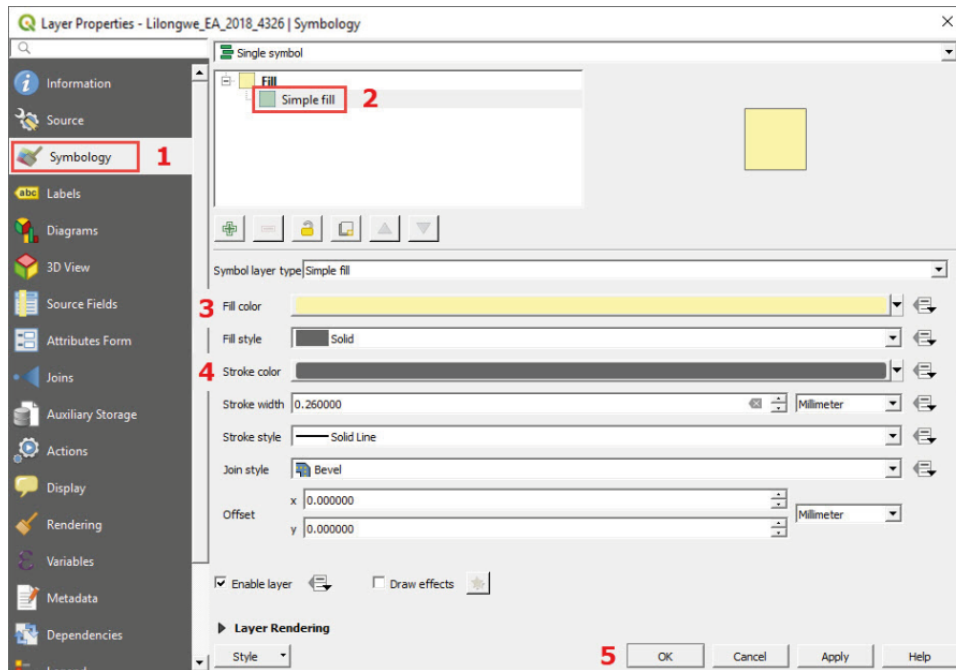 Layer Properties - Lilongwe_EA_2018_4326 | Symbology
Single symbol
Information
Source
Symbology 1
abc Labels
Diagrams
3D View
Source Fields
Attributes Form
Joins
Auxiliary Storage
Actions
Display
Rendering
Variables
Metadata
Dependencies
Fill
Simple fill 2
Symbol layer type Simple fill
3 Fill color
Fill style Solid
4 Stroke color
Stroke width 0.260000 Millimeter
Stroke style Solid Line
Join style Bevel
Offset x 0.000000 Millimeter
y 0.000000
Enable layer Draw effects
Layer Rendering
Style 5 OK Cancel Apply Help